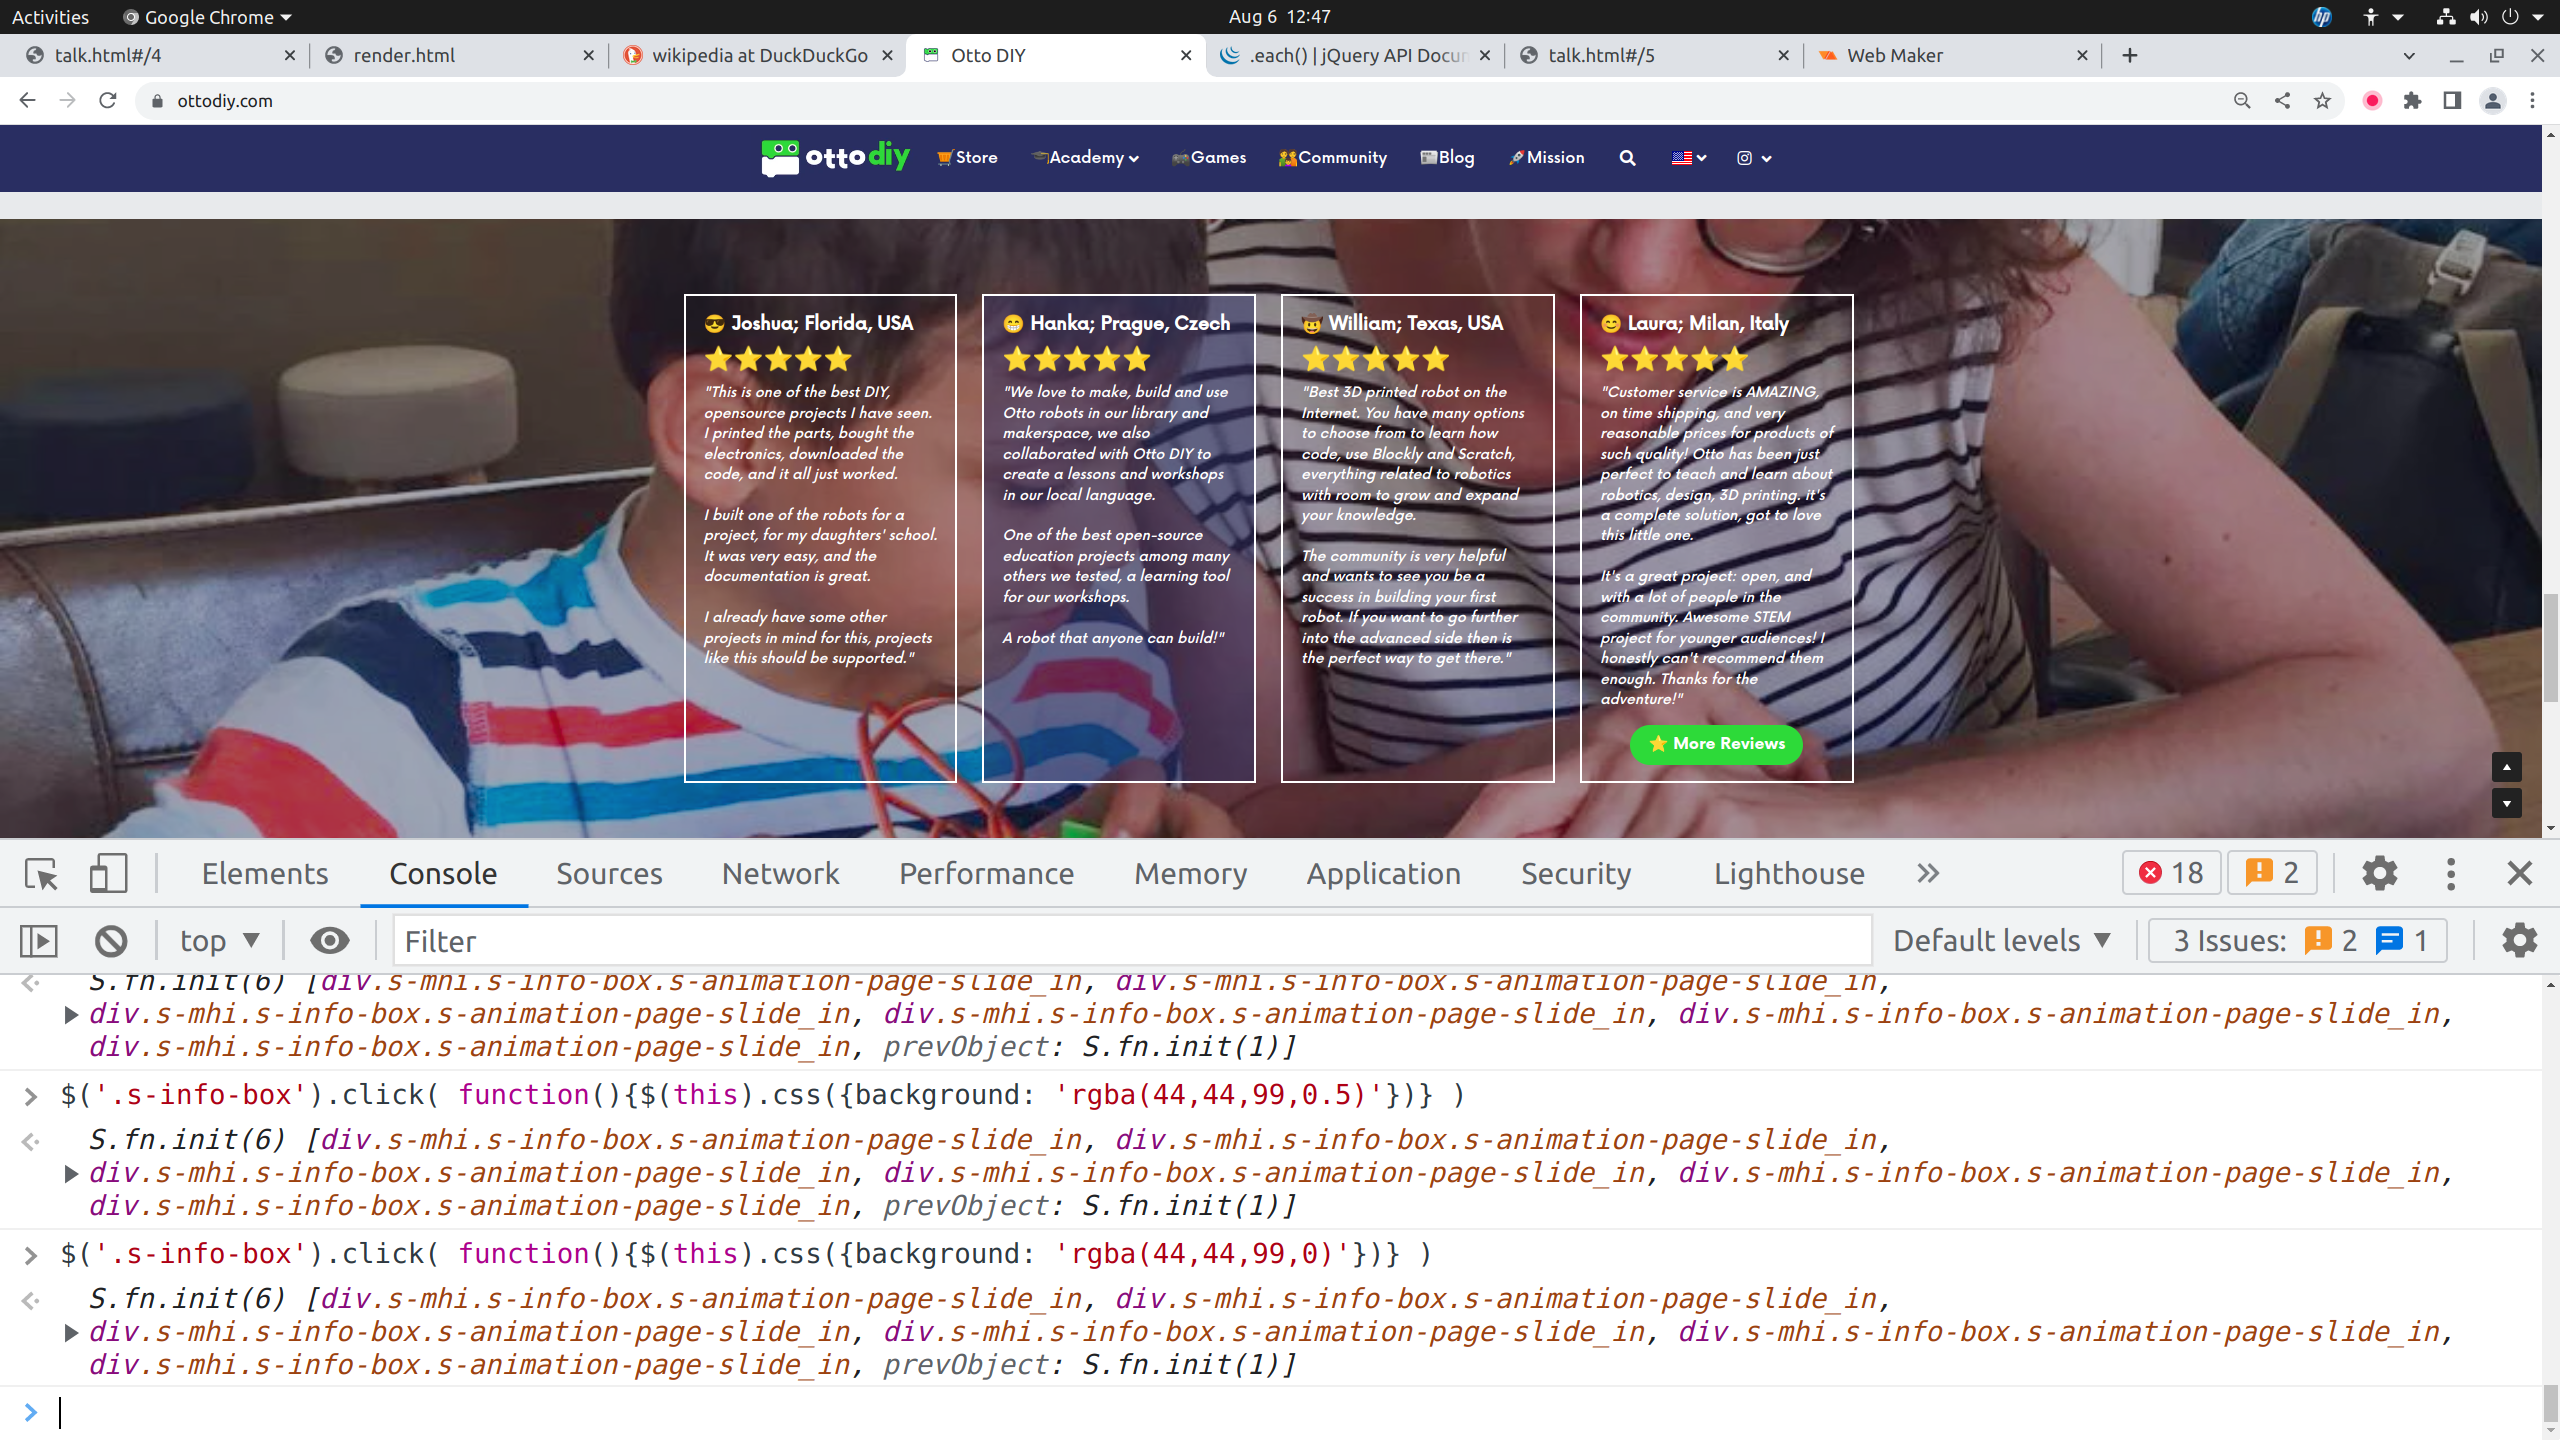 Activities
Google Chrome
Aug 6 12:47
talk.html#/4
render.html
wikipedia at DuckDuckGo
Otto DIY
.each() | jQuery API Docum
talk.html#/5
Web Maker
ottodiy.com
otto diy
Store
Academy
Games
Community
Blog
Mission
😎 Joshua; Florida, USA
⭐⭐⭐⭐⭐
"This is one of the best DIY,
opensource projects I have seen.
I printed the parts, bought the
electronics, downloaded the
code, and it all just worked.
I built one of the robots for a
project, for my daughters' school.
It was very easy, and the
documentation is great.
I already have some other
projects in mind for this, projects
like this should be supported."
😁 Hanka; Prague, Czech
⭐⭐⭐⭐⭐
"We love to make, build and use
Otto robots in our library and
makerspace, we also
collaborated with Otto DIY to
create a lessons and workshops
in our local language.
One of the best open-source
education projects among many
others we tested, a learning tool
for our workshops.
A robot that anyone can build!"
🤠 William; Texas, USA
⭐⭐⭐⭐⭐
"Best 3D printed robot on the
Internet. You have many options
to choose from to learn how
code, use Blockly and Scratch,
everything related to robotics
with room to grow and expand
your knowledge.
The community is very helpful
and wants to see you be a
success in building your first
robot. If you want to go further
into the advanced side then is
the perfect way to get there."
😊 Laura; Milan, Italy
⭐⭐⭐⭐⭐
"Customer service is AMAZING,
on time shipping, and very
reasonable prices for products of
such quality! Otto has been just
perfect to teach and learn about
robotics, design, 3D printing. it's
a complete solution, got to love
this little one.
It's a great project: open, and
with a lot of people in the
community. Awesome STEM
project for younger audiences! I
honestly can't recommend them
enough. Thanks for the
adventure!"
⭐ More Reviews
Elements
Console
Sources
Network
Performance
Memory
Application
Security
Lighthouse
18
2
top
Filter
Default levels
3 Issues:
2
1
S.fn.init(6) [div.s-mhi.s-info-box.s-animation-page-slide_in, div.s-mhi.s-info-box.s-animation-page-slide_in,
div.s-mhi.s-info-box.s-animation-page-slide_in, div.s-mhi.s-info-box.s-animation-page-slide_in, div.s-mhi.s-info-box.s-animation-page-slide_in,
div.s-mhi.s-info-box.s-animation-page-slide_in, prevObject: S.fn.init(1)]
$('.s-info-box').click( function(){$(this).css({background: 'rgba(44,44,99,0.5)'})} )
S.fn.init(6) [div.s-mhi.s-info-box.s-animation-page-slide_in, div.s-mhi.s-info-box.s-animation-page-slide_in,
div.s-mhi.s-info-box.s-animation-page-slide_in, div.s-mhi.s-info-box.s-animation-page-slide_in, div.s-mhi.s-info-box.s-animation-page-slide_in,
div.s-mhi.s-info-box.s-animation-page-slide_in, prevObject: S.fn.init(1)]
$('.s-info-box').click( function(){$(this).css({background: 'rgba(44,44,99,0)'})} )
S.fn.init(6) [div.s-mhi.s-info-box.s-animation-page-slide_in, div.s-mhi.s-info-box.s-animation-page-slide_in,
div.s-mhi.s-info-box.s-animation-page-slide_in, div.s-mhi.s-info-box.s-animation-page-slide_in, div.s-mhi.s-info-box.s-animation-page-slide_in,
div.s-mhi.s-info-box.s-animation-page-slide_in, prevObject: S.fn.init(1)]